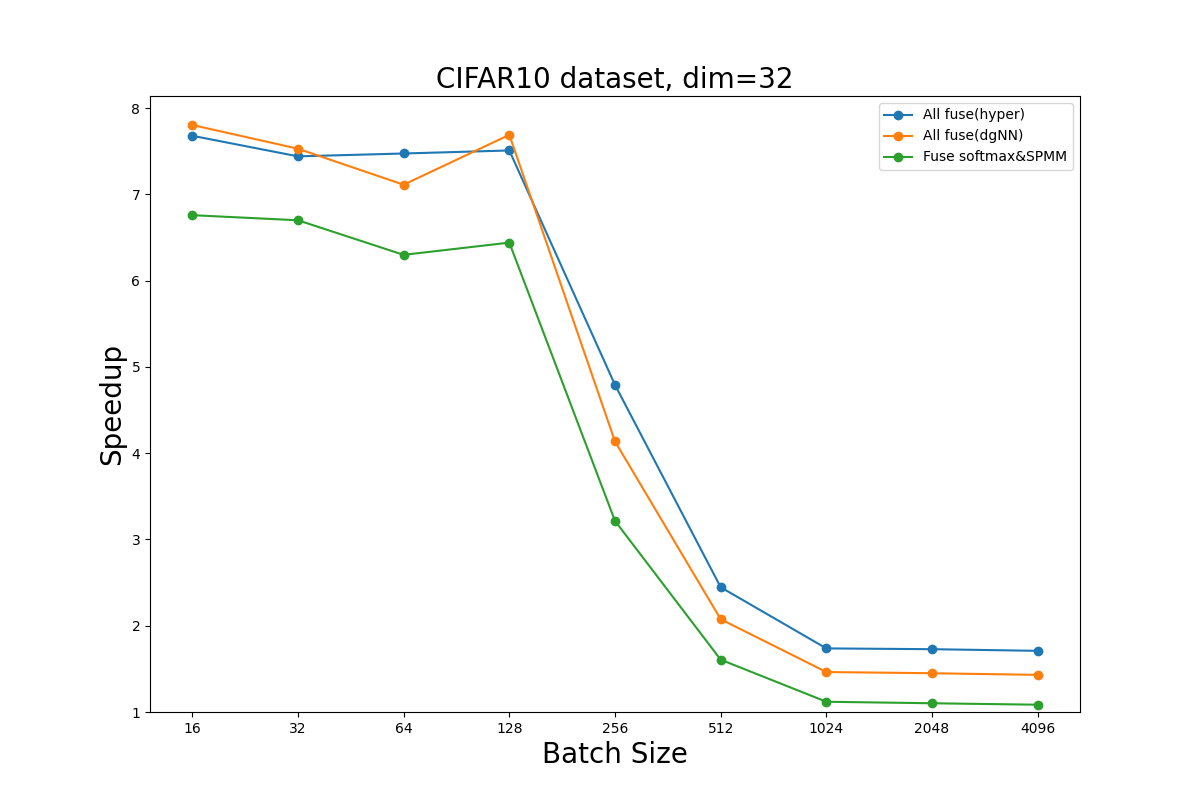 CIFAR10 dataset, dim=32
All fuse(hyper)
All fuse(dgNN)
Fuse softmax&SPMM
Speedup
8
7
6
5
4
3
2
1
16 32 64 128 256 512 1024 2048 4096
Batch Size